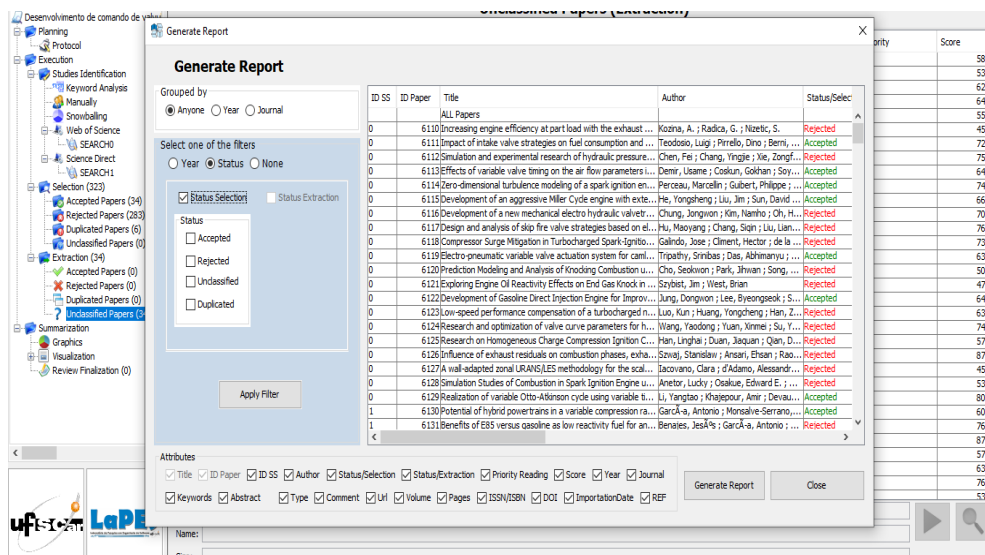 Desenvolvimento de comando de valvu
Planning
Protocol
Execution
Studies Identification
Keyword Analysis
Manually
Snowballing
Web of Science
SEARCH0
Science Direct
SEARCH1
Selection (323)
Accepted Papers (34)
Rejected Papers (283)
Duplicated Papers (6)
Unclassified Papers (0)
Extraction (34)
Accepted Papers (0)
Rejected Papers (0)
Duplicated Papers (0)
Unclassified Papers (3
Summarization
Graphics
Visualization
Review Finalization (0)
ufscar LaPE
Unclassified Papers (Extraction)
Generate Report X
Generate Report
Grouped by
Anyone Year Journal
Select one of the filters
Year Status None
Status Selection Status Extraction
Status
Accepted
Rejected
Unclassified
Duplicated
Apply Filter
ID SS ID Paper Title Author Status/Select
ALL Papers
0 6110 Increasing engine efficiency at part load with the exhaust ... Kozina, A. ; Radica, G. ; Nizetic, S. Rejected
0 6111 Impact of intake valve strategies on fuel consumption and ... Teodosio, Luigi ; Pirrello, Dino ; Berni, ... Accepted
0 6112 Simulation and experimental research of hydraulic pressure... Chen, Fei ; Chang, Yingjie ; Xie, Zongf... Rejected
0 6113 Effects of variable valve timing on the air flow parameters i... Demir, Usame ; Coskun, Gokhan ; Soy... Accepted
0 6114 Zero-dimensional turbulence modeling of a spark ignition en... Perceau, Marcellin ; Guibert, Philippe ; ... Accepted
0 6115 Development of an aggressive Miller Cycle engine with exte... He, Yongsheng ; Liu, Jim ; Sun, David ... Accepted
0 6116 Development of a new mechanical electro hydraulic valvetr... Chung, Jongwon ; Kim, Namho ; Oh, H... Rejected
0 6117 Design and analysis of skip fire valve strategies based on el... Hu, Maoyang ; Chang, Siqin ; Liu, Lian... Rejected
0 6118 Compressor Surge Mitigation in Turbocharged Spark-Ignitio... Galindo, Jose ; Climent, Hector ; de la ... Rejected
0 6119 Electro-pneumatic variable valve actuation system for caml... Tripathy, Srinibas ; Das, Abhimanyu ; ... Accepted
0 6120 Prediction Modeling and Analysis of Knocking Combustion u... Cho, Seokwon ; Park, Jihwan ; Song, ... Rejected
0 6121 Exploring Engine Oil Reactivity Effects on End Gas Knock in ... Szybist, Jim ; West, Brian Rejected
0 6122 Development of Gasoline Direct Injection Engine for Improv... Jung, Dongwon ; Lee, Byeongseok ; S... Accepted
0 6123 Low-speed performance compensation of a turbocharged n... Luo, Kun ; Huang, Yongcheng ; Han, Z... Rejected
0 6124 Research and optimization of valve curve parameters for h... Wang, Yaodong ; Yuan, Xinmei ; Su, Y... Rejected
0 6125 Research on Homogeneous Charge Compression Ignition C... Han, Linghai ; Duan, Jiaquan ; Qian, D... Rejected
0 6126 Influence of exhaust residuals on combustion phases, exha... Szwaj, Stanislaw ; Ansari, Ehsan ; Rao... Rejected
0 6127 A wall-adapted zonal URANS/LES methodology for the scal... Iacovano, Clara ; d'Adamo, Alessandr... Rejected
0 6128 Simulation Studies of Combustion in Spark Ignition Engine u... Anetor, Lucky ; Osakue, Edward E. ; ... Rejected
0 6129 Realization of variable Otto-Atkinson cycle using variable ti... Li, Yangtao ; Khajepour, Amir ; Devau... Accepted
1 6130 Potential of hybrid powertrains in a variable compression ra... GarcÃ-a, Antonio ; Monsalve-Serrano,... Accepted
1 6131 Benefits of E85 versus gasoline as low reactivity fuel for an... Benajes, JesÃºs ; GarcÃ-a, Antonio ; ... Rejected
Attributes
Title ID Paper ID SS Author Status/Selection Status/Extraction Priority Reading Score Year Journal
Keywords Abstract Type Comment Url Volume Pages ISSN/ISBN DOI ImportationDate REF
Generate Report Close
Name:
ority Score
58
53
62
64
55
45
72
75
64
74
66
70
76
73
63
50
47
64
63
74
57
87
45
53
80
60
76
87
57
63
76
53